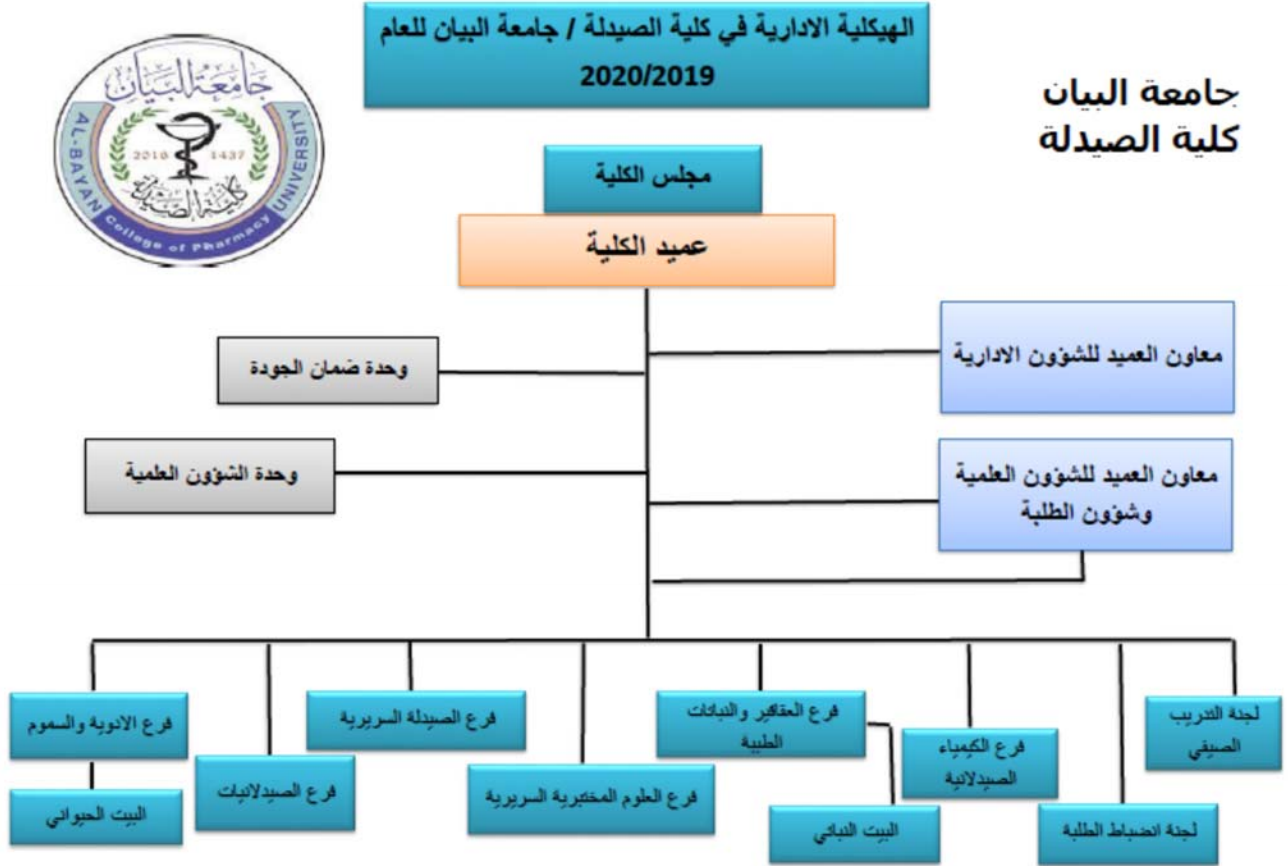 الهيكلية الادارية في كلية الصيدلة / جامعة البيان للعام
2020/2019
جامعة البيان
كلية الصيدلة
جامعة البيان
AL-BAYAN
UNIVERSITY
2016
1437
كلية الصيدلة
College of Pharmacy
مجلس الكلية
عميد الكلية
معاون العميد للشؤون الادارية
وحدة ضمان الجودة
معاون العميد للشؤون العلمية
وشؤون الطلبة
وحدة الشؤون العلمية
لجنة التدريب
الصيفي
لجنة انضباط الطلبة
فرع الكيمياء
الصيدلانية
فرع العقاقير والنباتات
الطبية
البيت النباتي
فرع العلوم المختبرية السريرية
فرع الصيدلة السريرية
فرع الصيدلانيات
فرع الادوية والسموم
البيت الحيواني